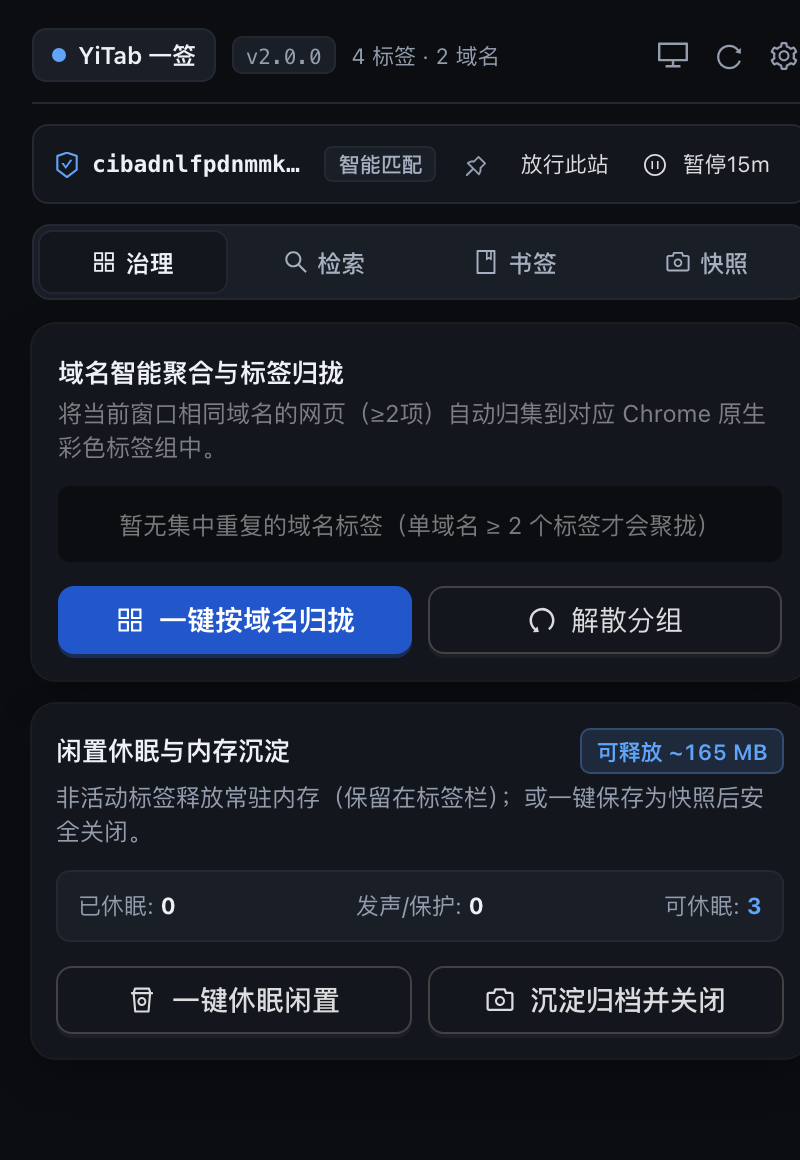 YiTab 一签 v2.0.0 4 标签 · 2 域名
cibadnlfpdnmmk… 智能匹配 放行此站 暂停15m
治理 检索 书签 快照
域名智能聚合与标签归拢
将当前窗口相同域名的网页（≥2项）自动归集到对应 Chrome 原生
彩色标签组中。
暂无集中重复的域名标签（单域名 ≥ 2 个标签才会聚拢）
一键按域名归拢 解散分组
闲置休眠与内存沉淀 可释放 ~165 MB
非活动标签释放常驻内存（保留在标签栏）；或一键保存为快照后安
全关闭。
已休眠: 0 发声/保护: 0 可休眠: 3
一键休眠闲置 沉淀归档并关闭